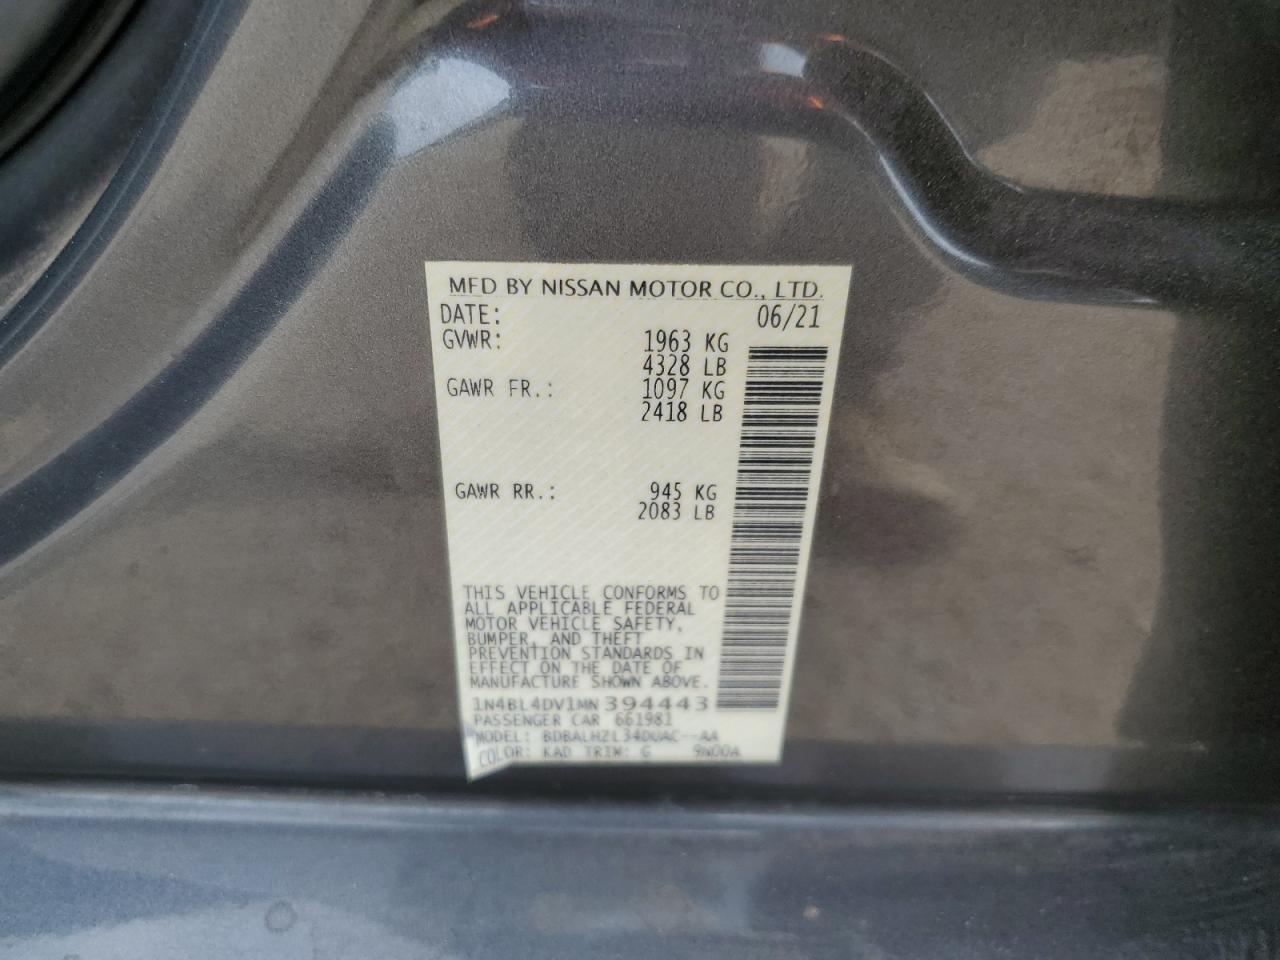 MFD BY NISSAN MOTOR CO., LTD.
DATE: 06/21
GVWR: 1963 KG
4328 LB
GAWR FR.: 1097 KG
2418 LB
GAWR RR.: 945 KG
2083 LB
THIS VEHICLE CONFORMS TO
ALL APPLICABLE FEDERAL
MOTOR VEHICLE SAFETY,
BUMPER, AND THEFT
PREVENTION STANDARDS IN
EFFECT ON THE DATE OF
MANUFACTURE SHOWN ABOVE.
1N4BL4DV1MN394443
PASSENGER CAR 661981
MODEL: BDBALHZL34DUAC--AA
COLOR: KAD TRIM: G 9N00A